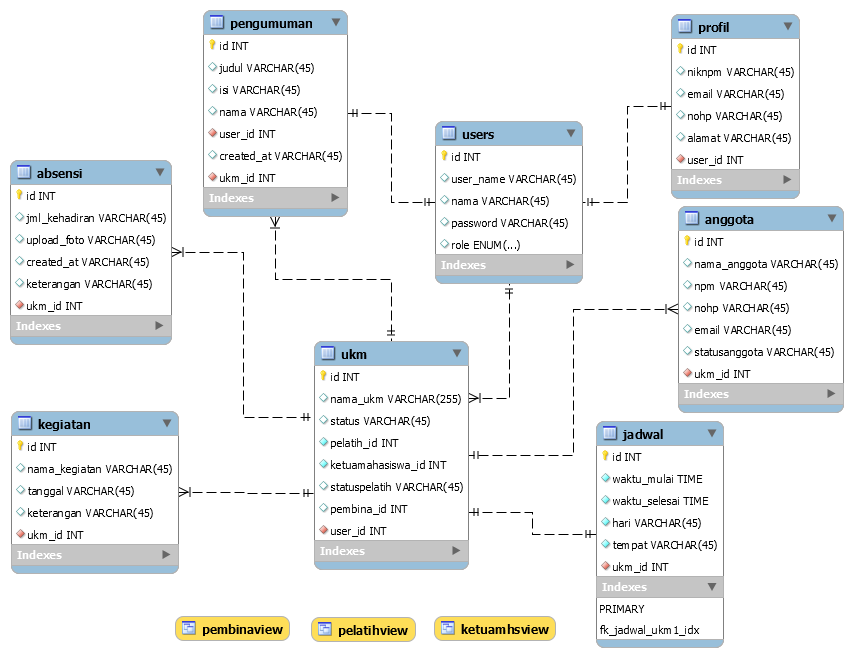 pengumuman
id INT
judul VARCHAR(45)
isi VARCHAR(45)
nama VARCHAR(45)
user_id INT
created_at VARCHAR(45)
ukm_id INT
Indexes
profil
id INT
niknpm VARCHAR(45)
email VARCHAR(45)
nohp VARCHAR(45)
alamat VARCHAR(45)
user_id INT
Indexes
users
id INT
user_name VARCHAR(45)
nama VARCHAR(45)
password VARCHAR(45)
role ENUM(...)
Indexes
absensi
id INT
jml_kehadiran VARCHAR(45)
upload_foto VARCHAR(45)
created_at VARCHAR(45)
keterangan VARCHAR(45)
ukm_id INT
Indexes
anggota
id INT
nama_anggota VARCHAR(45)
npm VARCHAR(45)
nohp VARCHAR(45)
email VARCHAR(45)
statusanggota VARCHAR(45)
ukm_id INT
Indexes
ukm
id INT
nama_ukm VARCHAR(255)
status VARCHAR(45)
pelatih_id INT
ketuamahasiswa_id INT
statuspelatih VARCHAR(45)
pembina_id INT
user_id INT
Indexes
kegiatan
id INT
nama_kegiatan VARCHAR(45)
tanggal VARCHAR(45)
keterangan VARCHAR(45)
ukm_id INT
Indexes
jadwal
id INT
waktu_mulai TIME
waktu_selesai TIME
hari VARCHAR(45)
tempat VARCHAR(45)
ukm_id INT
Indexes
PRIMARY
fk_jadwal_ukm1_idx
pembinaview
pelatihview
ketuamhsview